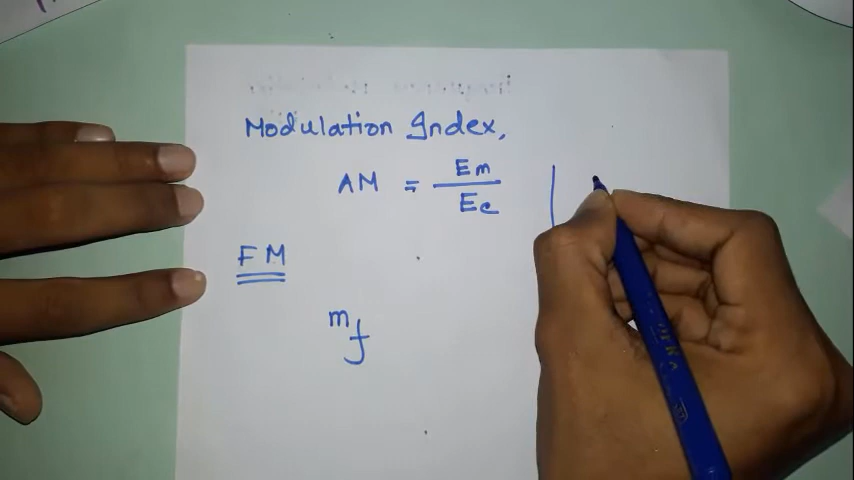 Modulation Index,
AM = Em / Ec
FM
mf